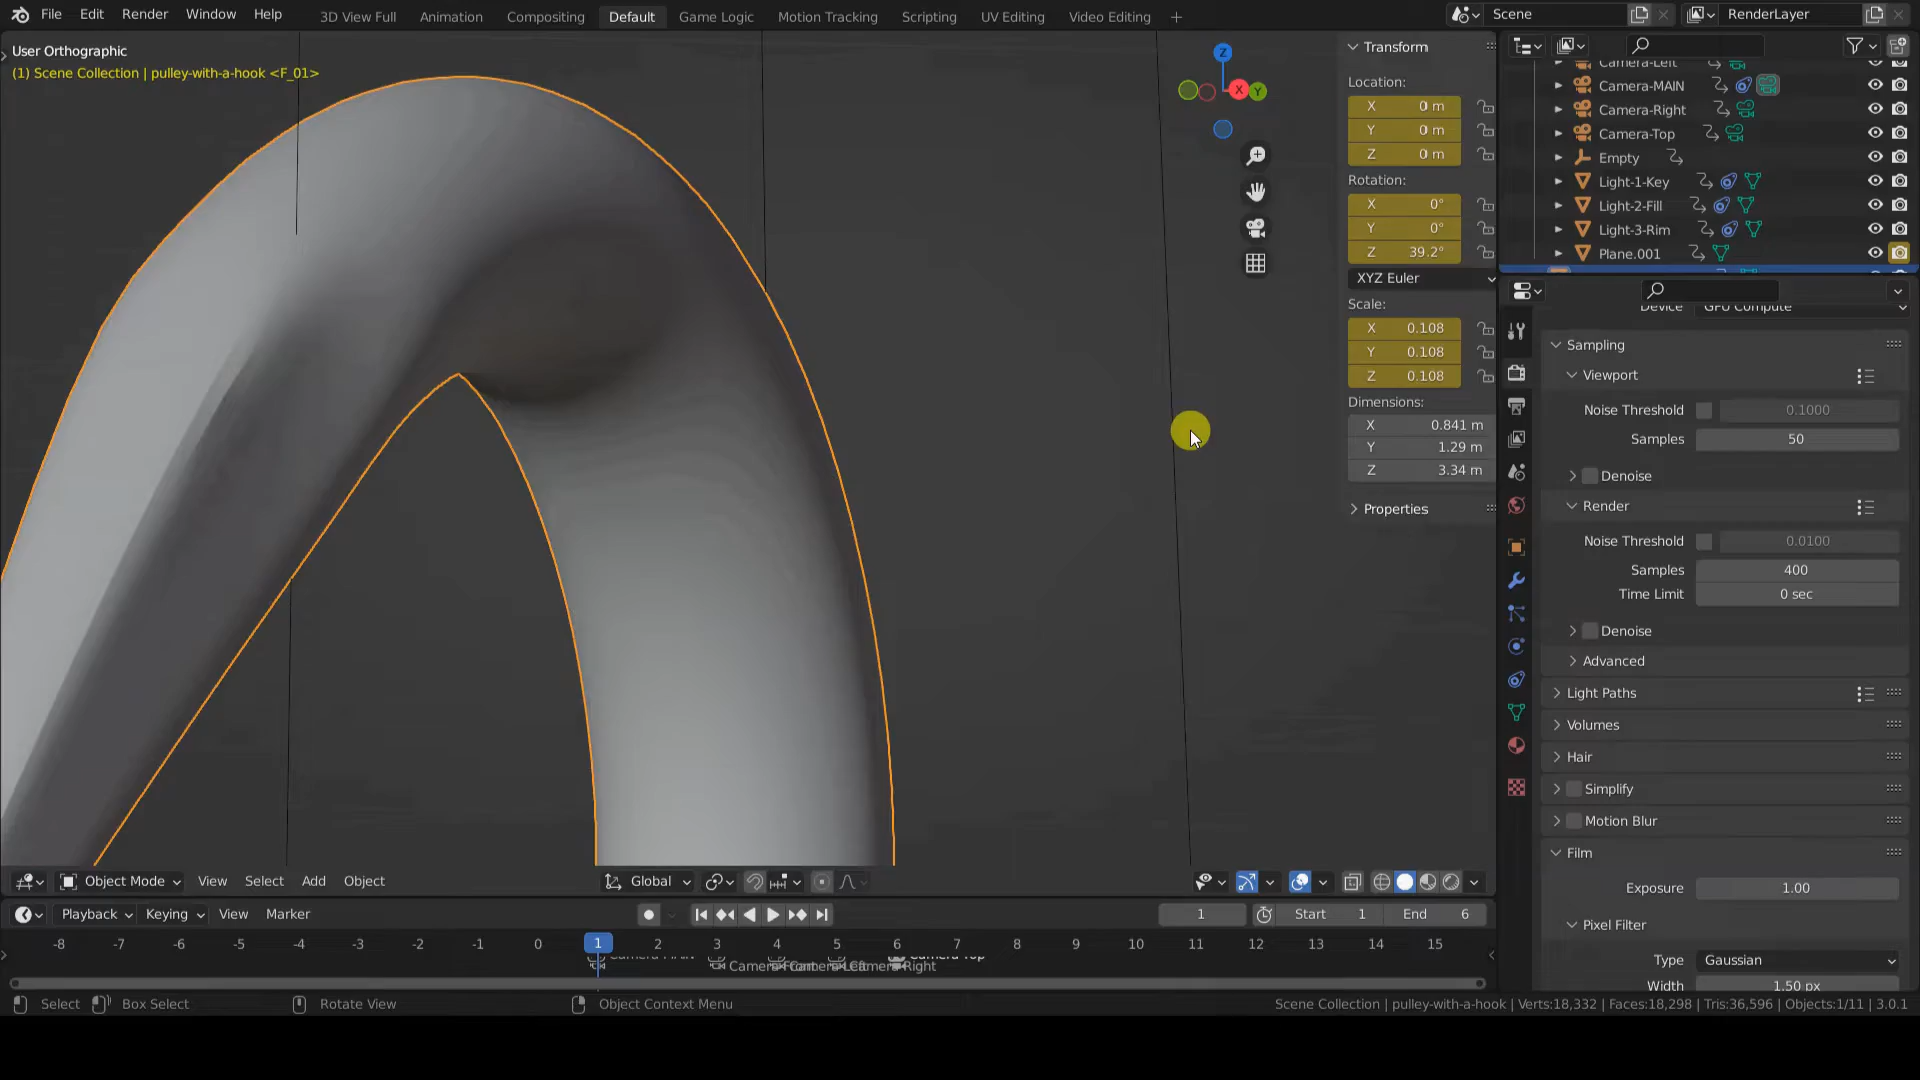 File Edit Render Window Help 3D View Full Animation Compositing Default Game Logic Motion Tracking Scripting UV Editing Video Editing Scene RenderLayer
User Orthographic
(1) Scene Collection | pulley-with-a-hook <F_01>
Z
X
Y
Transform
Location:
X 0 m
Y 0 m
Z 0 m
Rotation:
X 0°
Y 0°
Z 39.2°
XYZ Euler
Scale:
X 0.108
Y 0.108
Z 0.108
Dimensions:
X 0.841 m
Y 1.29 m
Z 3.34 m
Properties
Camera-Left
Camera-MAIN
Camera-Right
Camera-Top
Empty
Light-1-Key
Light-2-Fill
Light-3-Rim
Plane.001
Device GPU Compute
Sampling
Viewport
Noise Threshold 0.1000
Samples 50
Denoise
Render
Noise Threshold 0.0100
Samples 400
Time Limit 0 sec
Denoise
Advanced
Light Paths
Volumes
Hair
Simplify
Motion Blur
Film
Exposure 1.00
Pixel Filter
Type Gaussian
Width 1.50 px
Object Mode View Select Add Object Global
Playback Keying View Marker 1 Start 1 End 6
-8 -7 -6 -5 -4 -3 -2 -1 0 1 2 3 4 5 6 7 8 9 10 11 12 13 14 15
Select Box Select Rotate View Object Context Menu Scene Collection | pulley-with-a-hook | Verts:18,332 | Faces:18,298 | Tris:36,596 | Objects:1/11 | 3.0.1